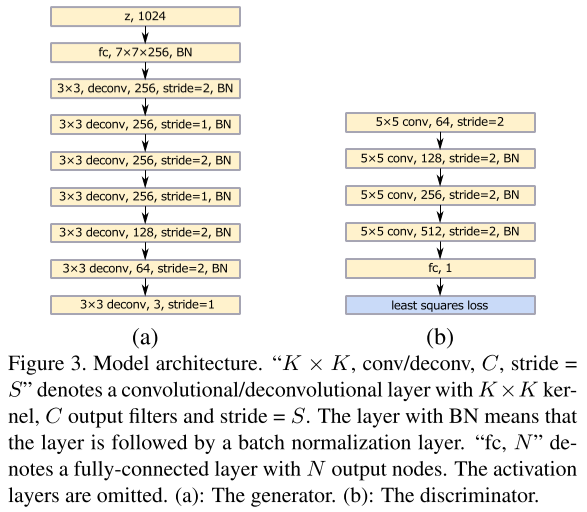 z, 1024
fc, 7×7×256, BN
3×3, deconv, 256, stride=2, BN
3×3 deconv, 256, stride=1, BN
3×3 deconv, 256, stride=2, BN
3×3 deconv, 256, stride=1, BN
3×3 deconv, 128, stride=2, BN
3×3 deconv, 64, stride=2, BN
3×3 deconv, 3, stride=1
(a)
5×5 conv, 64, stride=2
5×5 conv, 128, stride=2, BN
5×5 conv, 256, stride=2, BN
5×5 conv, 512, stride=2, BN
fc, 1
least squares loss
(b)
Figure 3. Model architecture. “K × K, conv/deconv, C, stride =
S” denotes a convolutional/deconvolutional layer with K × K ker-
nel, C output filters and stride = S. The layer with BN means that
the layer is followed by a batch normalization layer. “fc, N” de-
notes a fully-connected layer with N output nodes. The activation
layers are omitted. (a): The generator. (b): The discriminator.